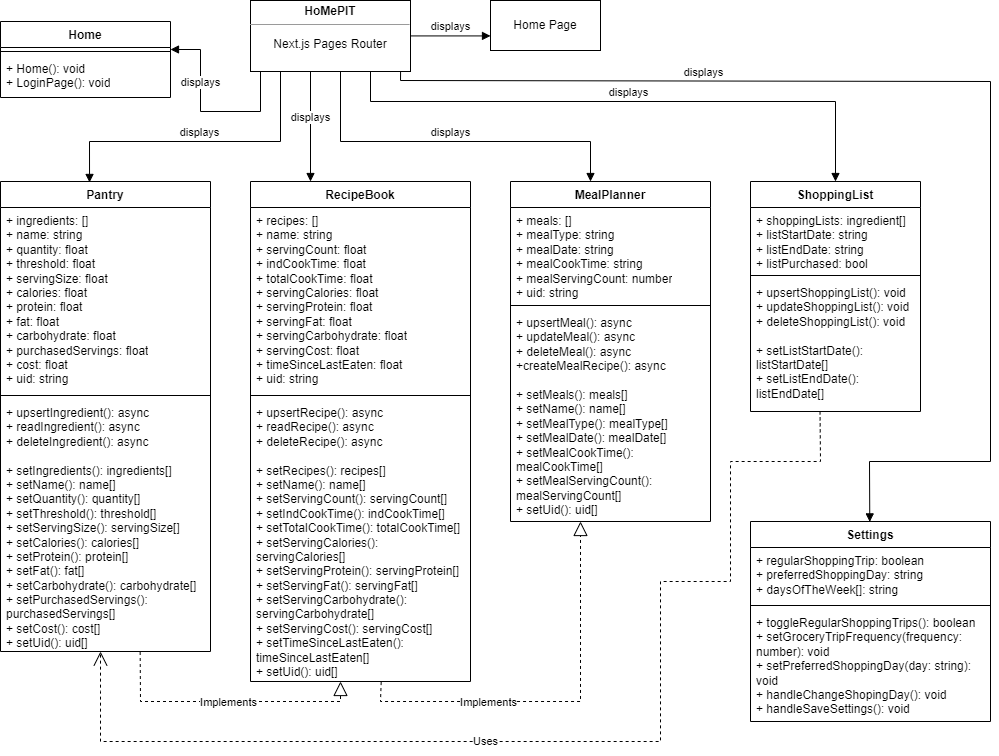 HoMePIT
Next.js Pages Router
displays
Home Page
Home
+ Home(): void
+ LoginPage(): void
displays
displays
displays
displays
displays
displays
Pantry
+ ingredients: []
+ name: string
+ quantity: float
+ threshold: float
+ servingSize: float
+ calories: float
+ protein: float
+ fat: float
+ carbohydrate: float
+ purchasedServings: float
+ cost: float
+ uid: string
+ upsertIngredient(): async
+ readIngredient(): async
+ deleteIngredient(): async
+ setIngredients(): ingredients[]
+ setName(): name[]
+ setQuantity(): quantity[]
+ setThreshold(): threshold[]
+ setServingSize(): servingSize[]
+ setCalories(): calories[]
+ setProtein(): protein[]
+ setFat(): fat[]
+ setCarbohydrate(): carbohydrate[]
+ setPurchasedServings():
purchasedServings[]
+ setCost(): cost[]
+ setUid(): uid[]
RecipeBook
+ recipes: []
+ name: string
+ servingCount: float
+ indCookTime: float
+ totalCookTime: float
+ servingCalories: float
+ servingProtein: float
+ servingFat: float
+ servingCarbohydrate: float
+ servingCost: float
+ timeSinceLastEaten: float
+ uid: string
+ upsertRecipe(): async
+ readRecipe(): async
+ deleteRecipe(): async
+ setRecipes(): recipes[]
+ setName(): name[]
+ setServingCount(): servingCount[]
+ setIndCookTime(): indCookTime[]
+ setTotalCookTime(): totalCookTime[]
+ setServingCalories():
servingCalories[]
+ setServingProtein(): servingProtein[]
+ setServingFat(): servingFat[]
+ setServingCarbohydrate():
servingCarbohydrate[]
+ setServingCost(): servingCost[]
+ setTimeSinceLastEaten():
timeSinceLastEaten[]
+ setUid(): uid[]
MealPlanner
+ meals: []
+ mealType: string
+ mealDate: string
+ mealCookTime: string
+ mealServingCount: number
+ uid: string
+ upsertMeal(): async
+ updateMeal(): async
+ deleteMeal(): async
+createMealRecipe(): async
+ setMeals(): meals[]
+ setName(): name[]
+ setMealType(): mealType[]
+ setMealDate(): mealDate[]
+ setMealCookTime():
mealCookTime[]
+ setMealServingCount():
mealServingCount[]
+ setUid(): uid[]
ShoppingList
+ shoppingLists: ingredient[]
+ listStartDate: string
+ listEndDate: string
+ listPurchased: bool
+ upsertShoppingList(): void
+ updateShoppingList(): void
+ deleteShoppingList(): void
+ setListStartDate():
listStartDate[]
+ setListEndDate():
listEndDate[]
Settings
+ regularShoppingTrip: boolean
+ preferredShoppingDay: string
+ daysOfTheWeek[]: string
+ toggleRegularShoppingTrips(): boolean
+ setGroceryTripFrequency(frequency:
number): void
+ setPreferredShoppingDay(day: string):
void
+ handleChangeShopingDay(): void
+ handleSaveSettings(): void
Implements
Implements
Uses